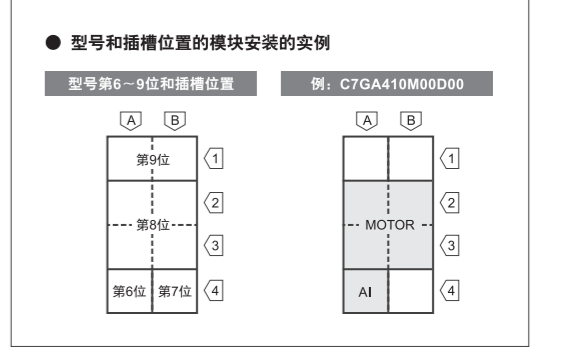 ● 型号和插槽位置的模块安装的实例
型号第6～9位和插槽位置
例：C7GA410M00D00
A B
第9位 1
2
第8位
3
第6位 第7位 4
A B
1
2
MOTOR
3
AI 4